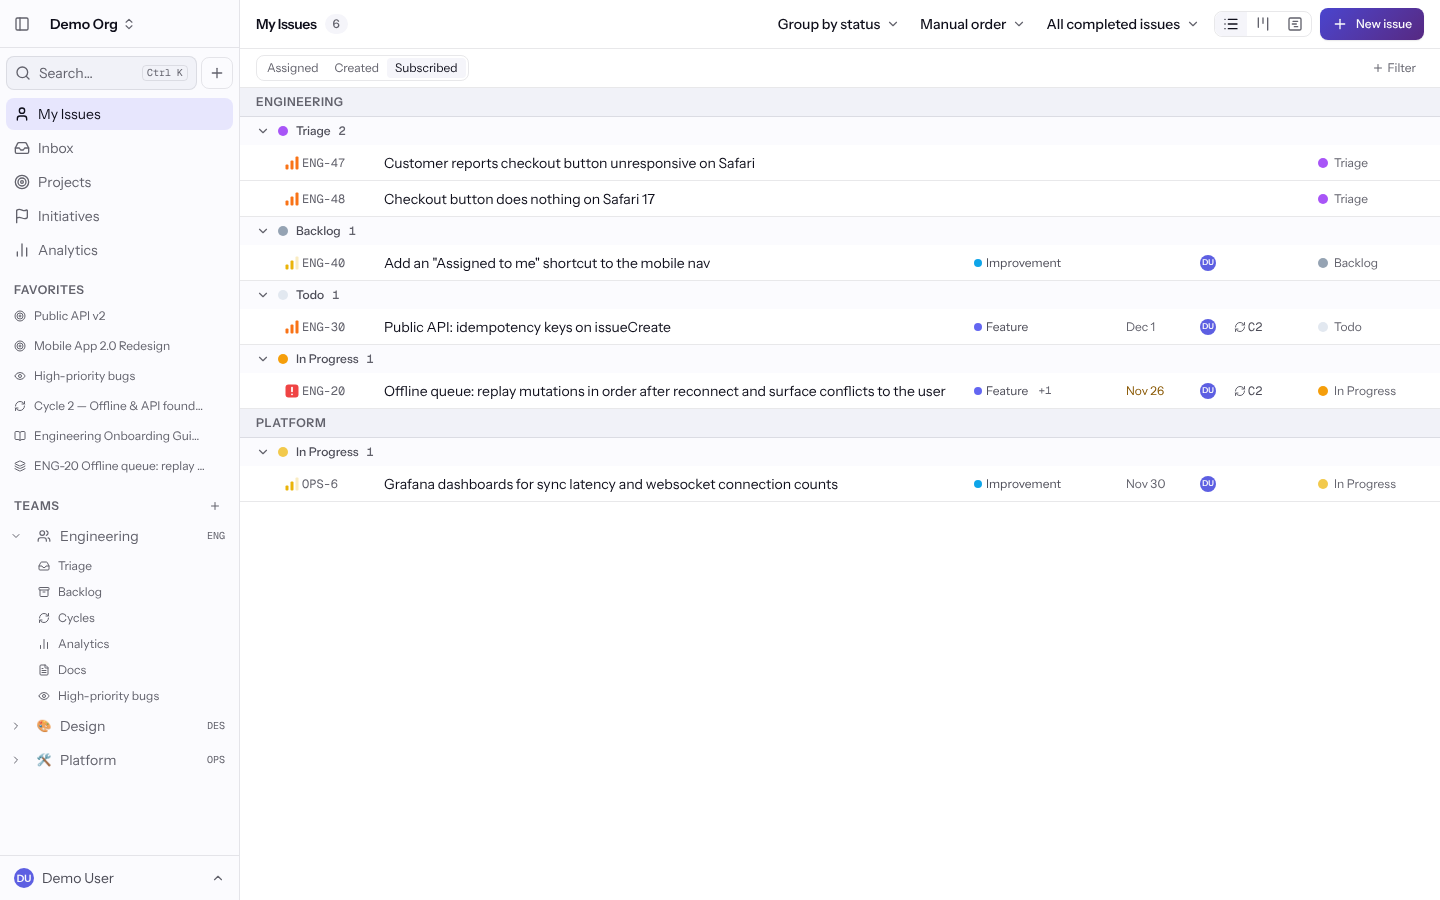 Demo Org
Search...
Ctrl K
My Issues
Inbox
Projects
Initiatives
Analytics
FAVORITES
Public API v2
Mobile App 2.0 Redesign
High-priority bugs
Cycle 2 — Offline & API found...
Engineering Onboarding Gui...
ENG-20 Offline queue: replay ...
TEAMS
Engineering ENG
Triage
Backlog
Cycles
Analytics
Docs
High-priority bugs
Design DES
Platform OPS
DU Demo User
My Issues 6
Group by status
Manual order
All completed issues
New issue
Assigned Created Subscribed
Filter
ENGINEERING
Triage 2
ENG-47 Customer reports checkout button unresponsive on Safari Triage
ENG-48 Checkout button does nothing on Safari 17 Triage
Backlog 1
ENG-40 Add an "Assigned to me" shortcut to the mobile nav Improvement DU Backlog
Todo 1
ENG-30 Public API: idempotency keys on issueCreate Feature Dec 1 DU C2 Todo
In Progress 1
ENG-20 Offline queue: replay mutations in order after reconnect and surface conflicts to the user Feature +1 Nov 26 DU C2 In Progress
PLATFORM
In Progress 1
OPS-6 Grafana dashboards for sync latency and websocket connection counts Improvement Nov 30 DU In Progress